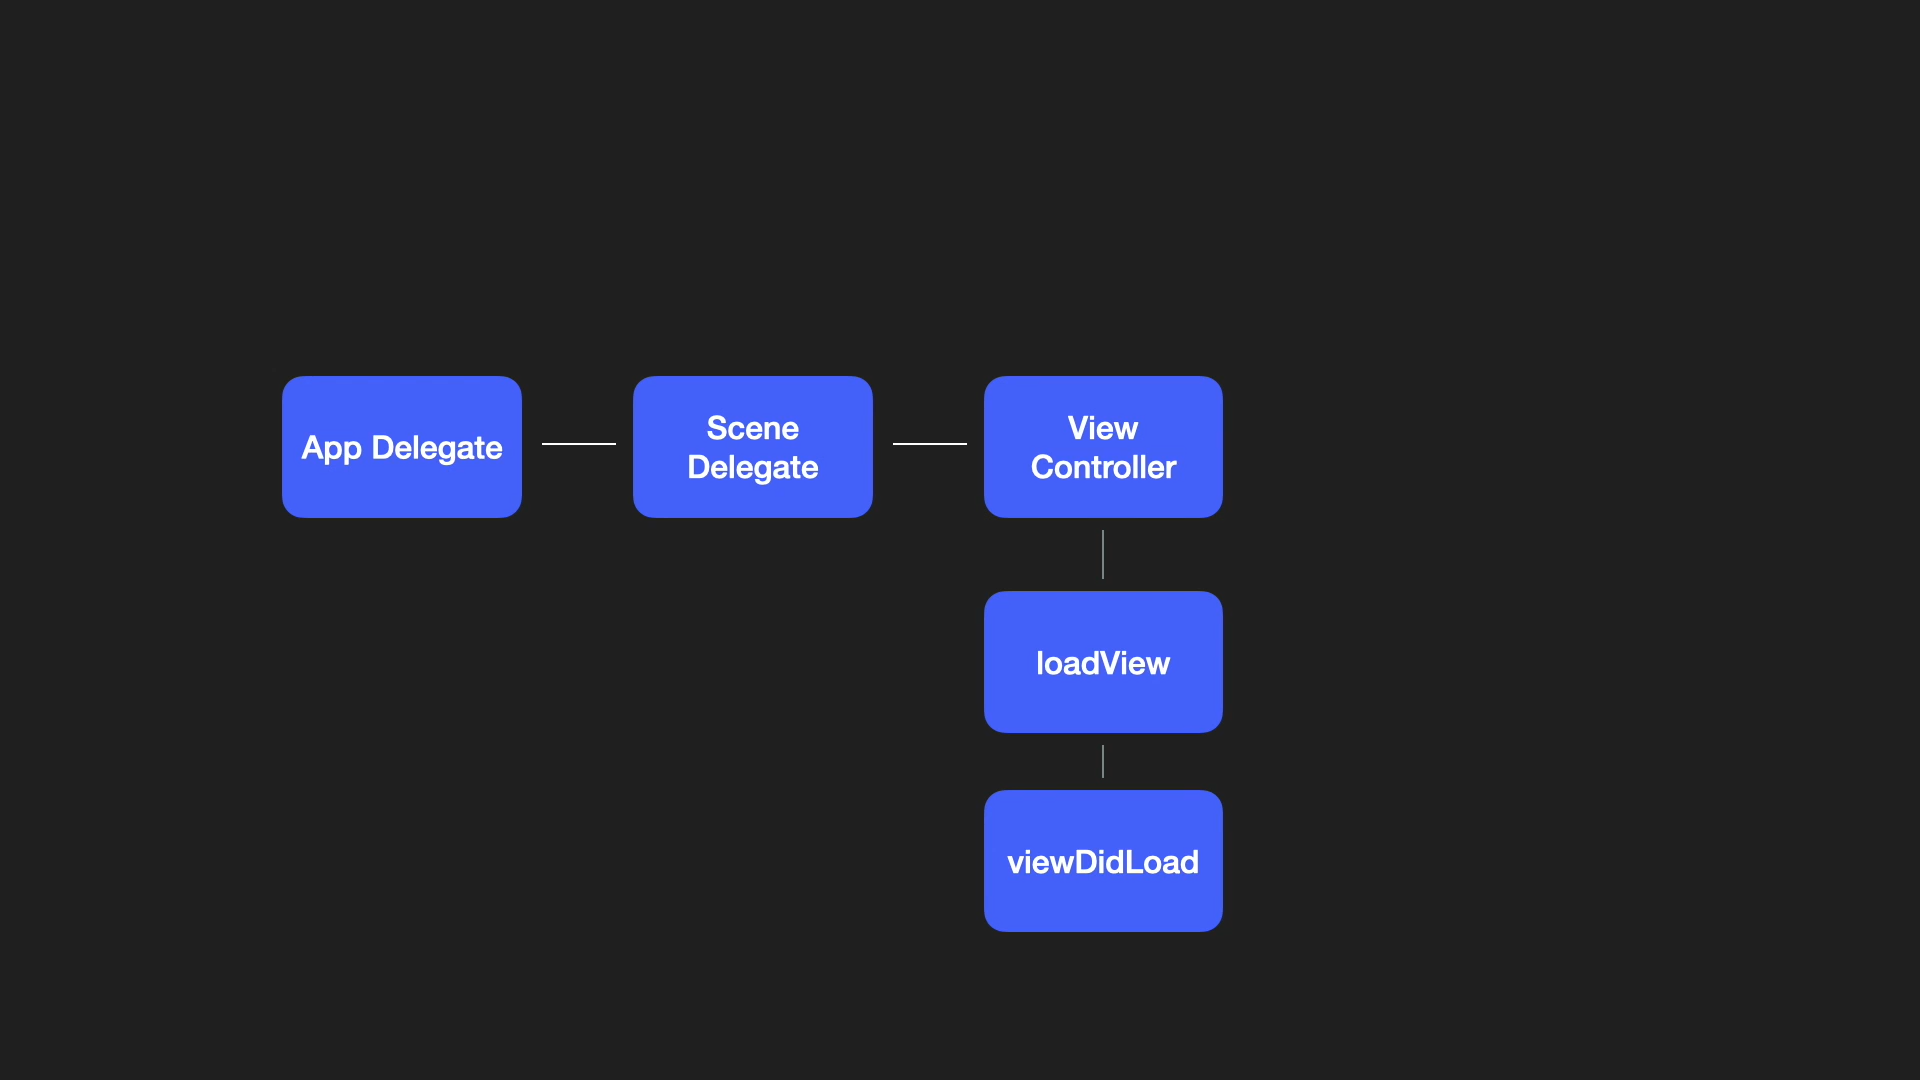 App Delegate
Scene
Delegate
View
Controller
loadView
viewDidLoad